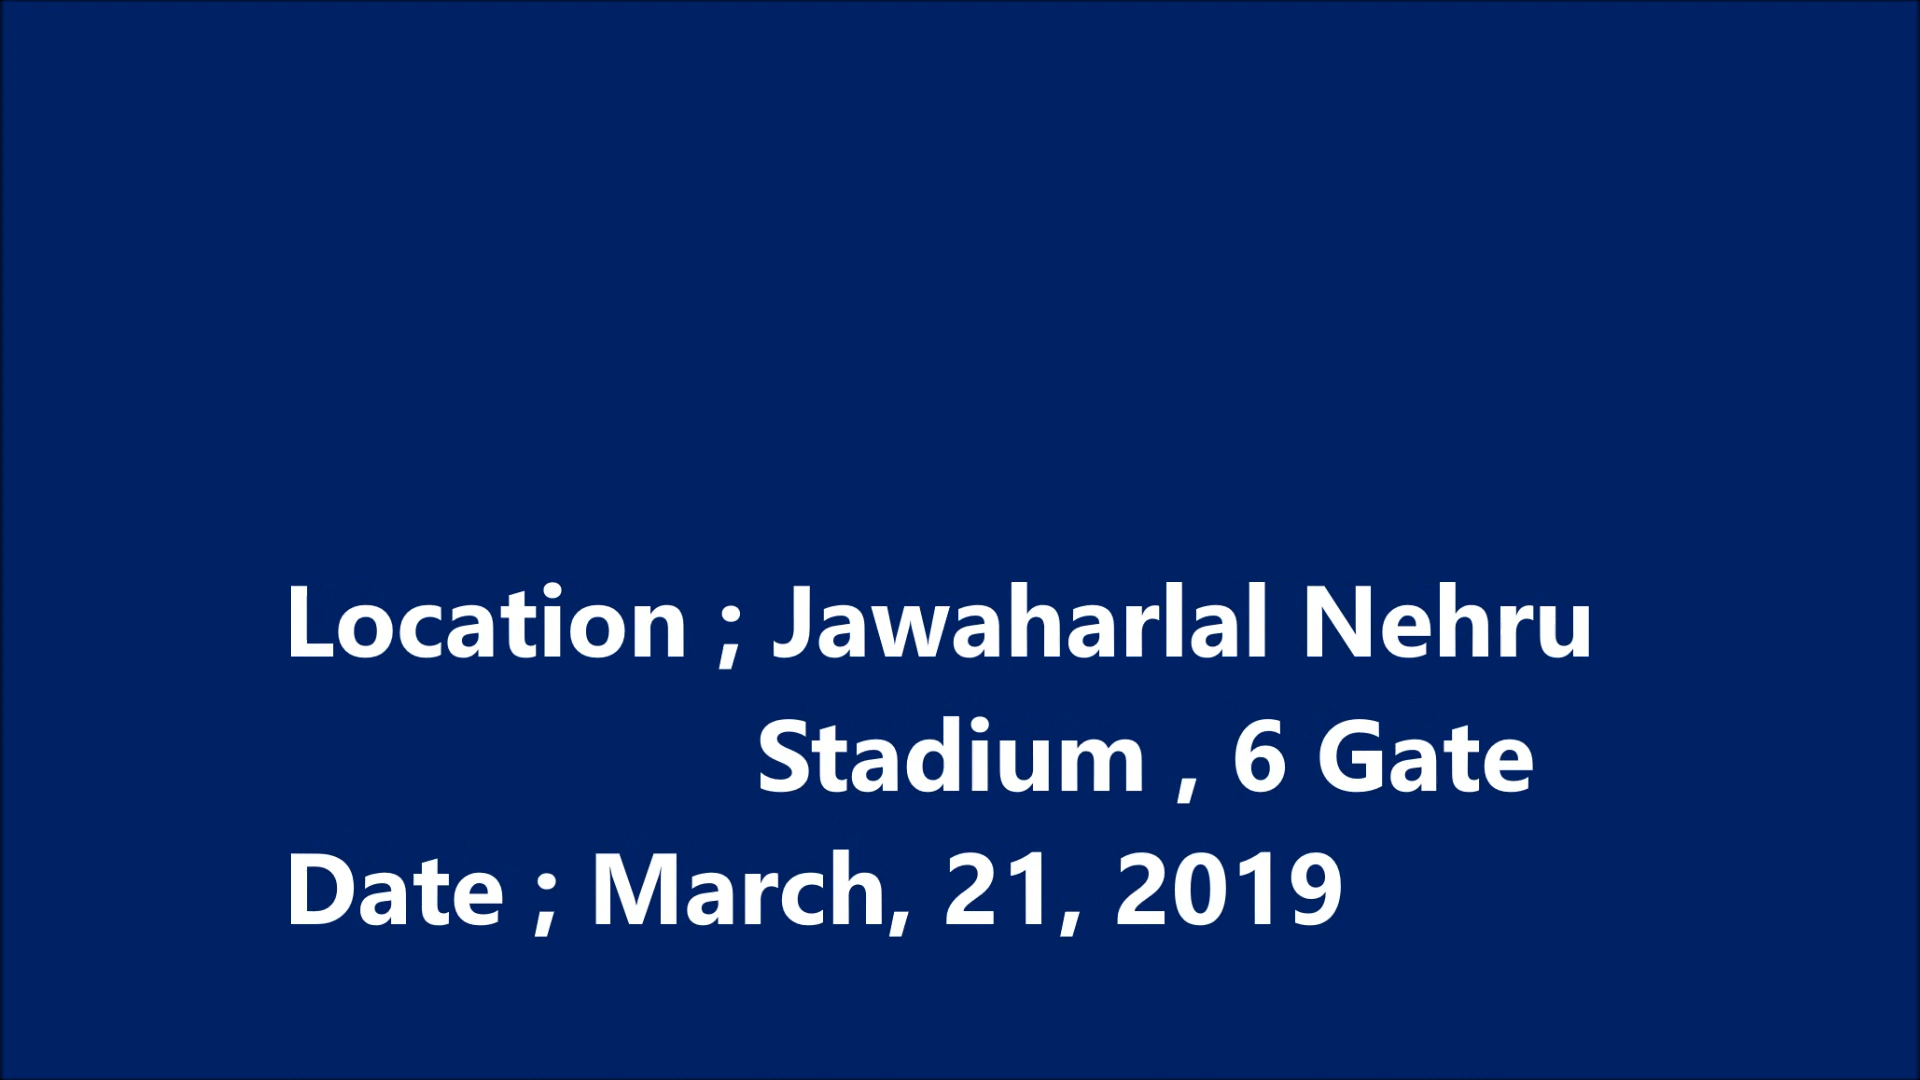 Location ; Jawaharlal Nehru
Stadium , 6 Gate
Date ; March, 21, 2019